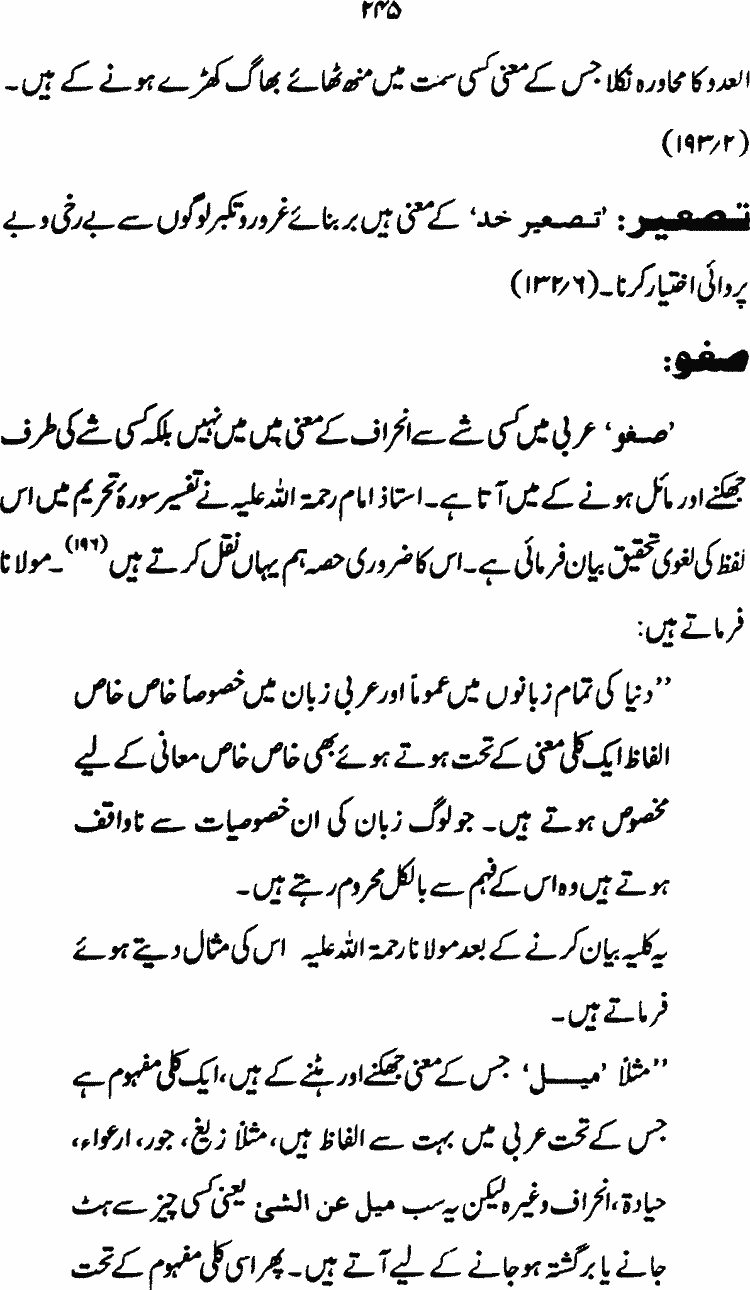 ۲۴۵
العدو کا محاورہ نکلا جس کے معنی کسی سمت میں منھ ٹھائے بھاگ کھڑے ہونے کے ہیں۔
(۱۹۳/۲)
تصعیر: ’تصعیر خد‘ کے معنی ہیں بربنائے غرور و تکبر لوگوں سے بے رخی و بے
پروائی اختیار کرنا۔ (۱۳۲/۶)
صغو:
’صغو‘ عربی میں کسی شے سے انحراف کے معنی میں میں نہیں بلکہ کسی شے کی طرف
جھکنے اور مائل ہونے کے میں آتا ہے۔ استاذ امام رحمۃ اللہ علیہ نے تفسیر سورۂ تحریم میں اس
لفظ کی لغوی تحقیق بیان فرمائی ہے۔ اس کا ضروری حصہ ہم یہاں نقل کرتے ہیں (۱۹۶)۔ مولانا
فرماتے ہیں:
”دنیا کی تمام زبانوں میں عموماً اور عربی زبان میں خصوصاً خاص خاص
الفاظ ایک کلی معنی کے تحت ہوتے ہوئے بھی خاص خاص معانی کے لیے
مخصوص ہوتے ہیں۔ جو لوگ زبان کی ان خصوصیات سے ناواقف
ہوتے ہیں وہ اس کے فہم سے بالکل محروم رہتے ہیں۔
یہ کلیہ بیان کرنے کے بعد مولانا رحمۃ اللہ علیہ اس کی مثال دیتے ہوئے
فرماتے ہیں۔
”مثلاً ’میل‘ جس کے معنی جھکنے اور ہٹنے کے ہیں، ایک کلی مفہوم ہے
جس کے تحت عربی میں بہت سے الفاظ ہیں، مثلاً زیغ، جور، ارعواء،
حیادۃ، انحراف وغیرہ لیکن یہ سب میل عن الشئ یعنی کسی چیز سے ہٹ
جانے یا برگشتہ ہو جانے کے لیے آتے ہیں۔ پھر اسی کلی مفہوم کے تحت